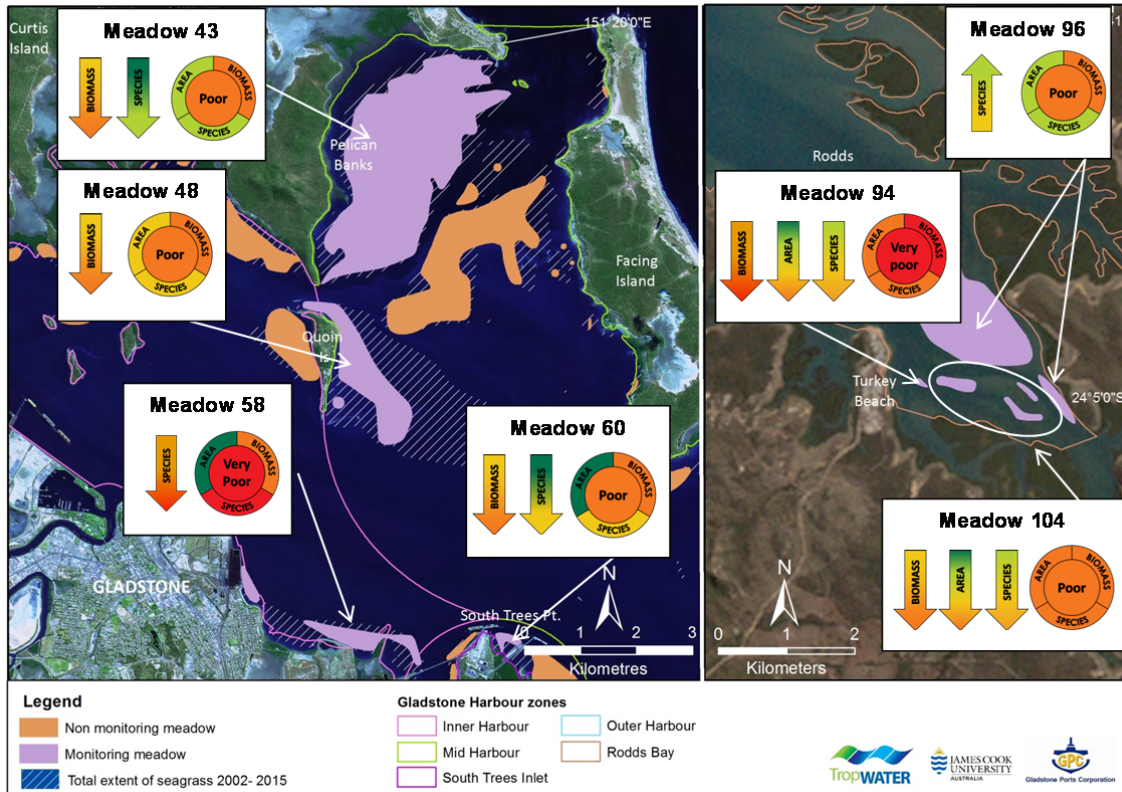 Curtis
Island
151°20'0"E
Meadow 43
BIOMASS
SPECIES
AREA
BIOMASS
SPECIES
Poor
Pelican
Banks
Meadow 48
BIOMASS
AREA
BIOMASS
SPECIES
Poor
Facing
Island
Quoin
Is
Meadow 58
SPECIES
AREA
BIOMASS
SPECIES
Very
Poor
Meadow 60
BIOMASS
SPECIES
AREA
BIOMASS
SPECIES
Poor
GLADSTONE
South Trees Pt.
N
0 1 2 3
Kilometres
Meadow 96
SPECIES
AREA
BIOMASS
SPECIES
Poor
Rodds
Meadow 94
BIOMASS
AREA
SPECIES
AREA
BIOMASS
SPECIES
Very
poor
Turkey
Beach
24°5'0"S
Meadow 104
BIOMASS
AREA
SPECIES
AREA
BIOMASS
SPECIES
Poor
N
0 1 2
Kilometers
Legend
Non monitoring meadow
Monitoring meadow
Total extent of seagrass 2002- 2015
Gladstone Harbour zones
Inner Harbour
Mid Harbour
South Trees Inlet
Outer Harbour
Rodds Bay
TropWATER
JAMES COOK
UNIVERSITY
AUSTRALIA
GPC
Gladstone Ports Corporation